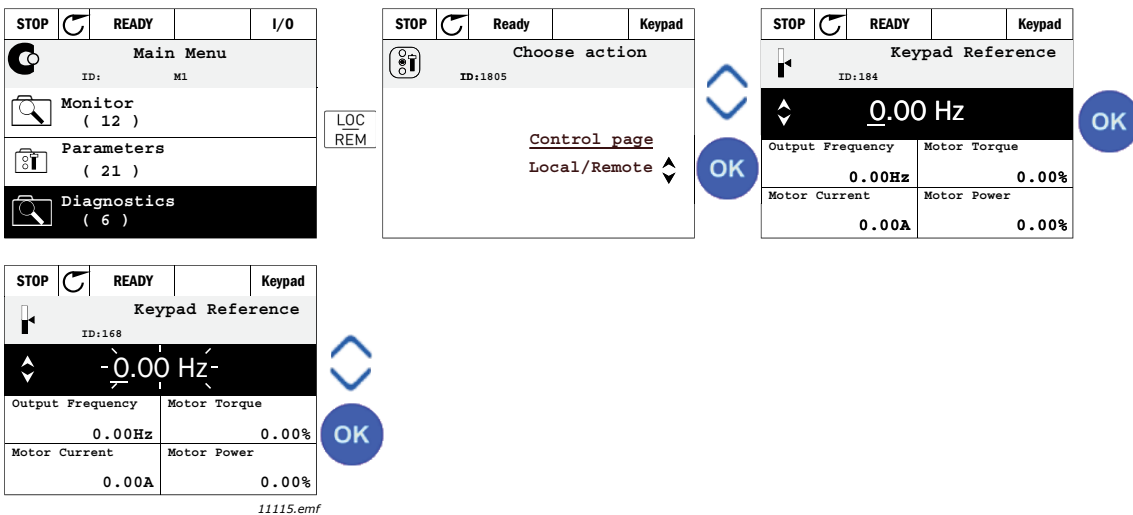 STOP READY I/O
Main Menu
ID: M1
Monitor
( 12 )
Parameters
( 21 )
Diagnostics
( 6 )
LOC
REM
STOP Ready Keypad
Choose action
ID:1805
Control page
Local/Remote
OK
STOP READY Keypad
Keypad Reference
ID:184
0.00 Hz
Output Frequency Motor Torque
0.00Hz 0.00%
Motor Current Motor Power
0.00A 0.00%
OK
STOP READY Keypad
Keypad Reference
ID:168
-0.00 Hz-
Output Frequency Motor Torque
0.00Hz 0.00%
Motor Current Motor Power
0.00A 0.00%
OK
11115.emf